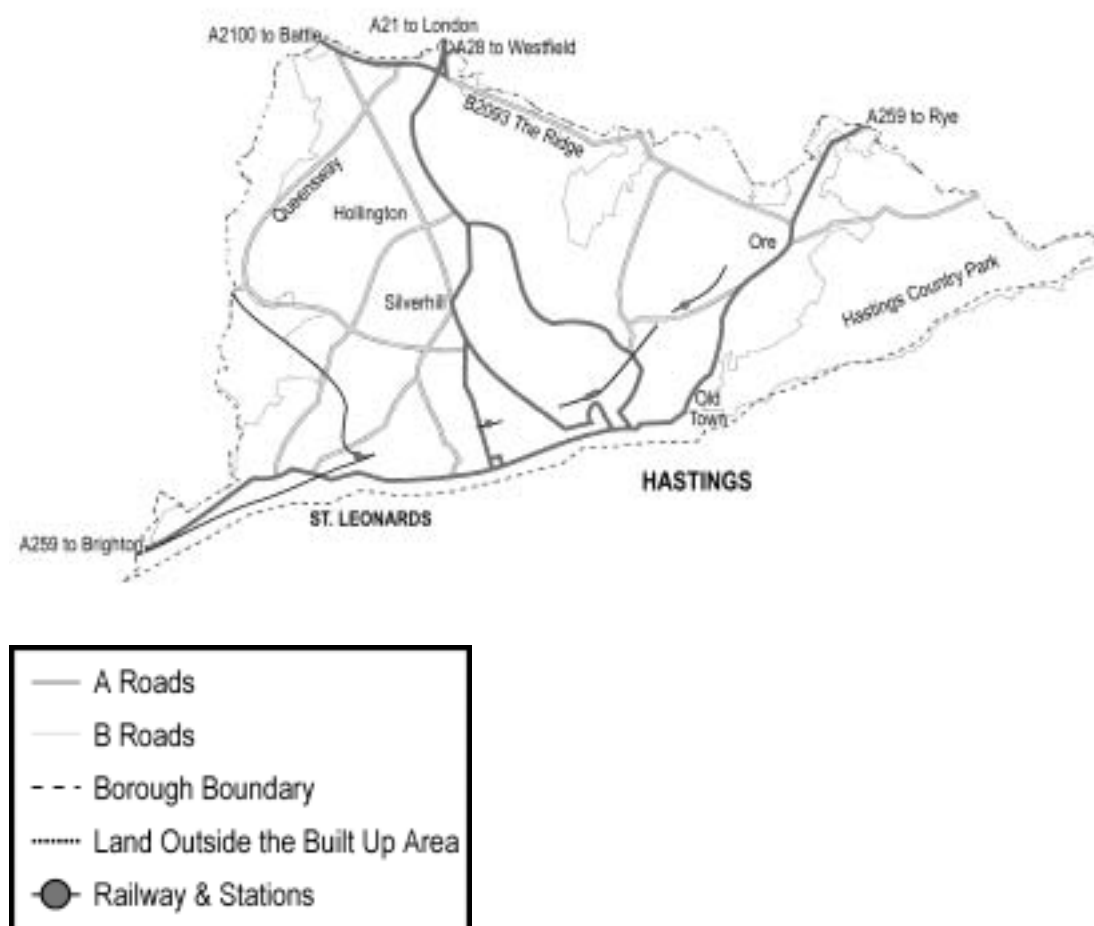 A21 to London
A2100 to Battle
A28 to Westfield
B2093 The Ridge
A259 to Rye
Queensway
Hollington
Ore
Silverhill
Hastings Country Park
Old
Town
HASTINGS
ST. LEONARDS
A259 to Brighton
A Roads
B Roads
Borough Boundary
Land Outside the Built Up Area
Railway & Stations